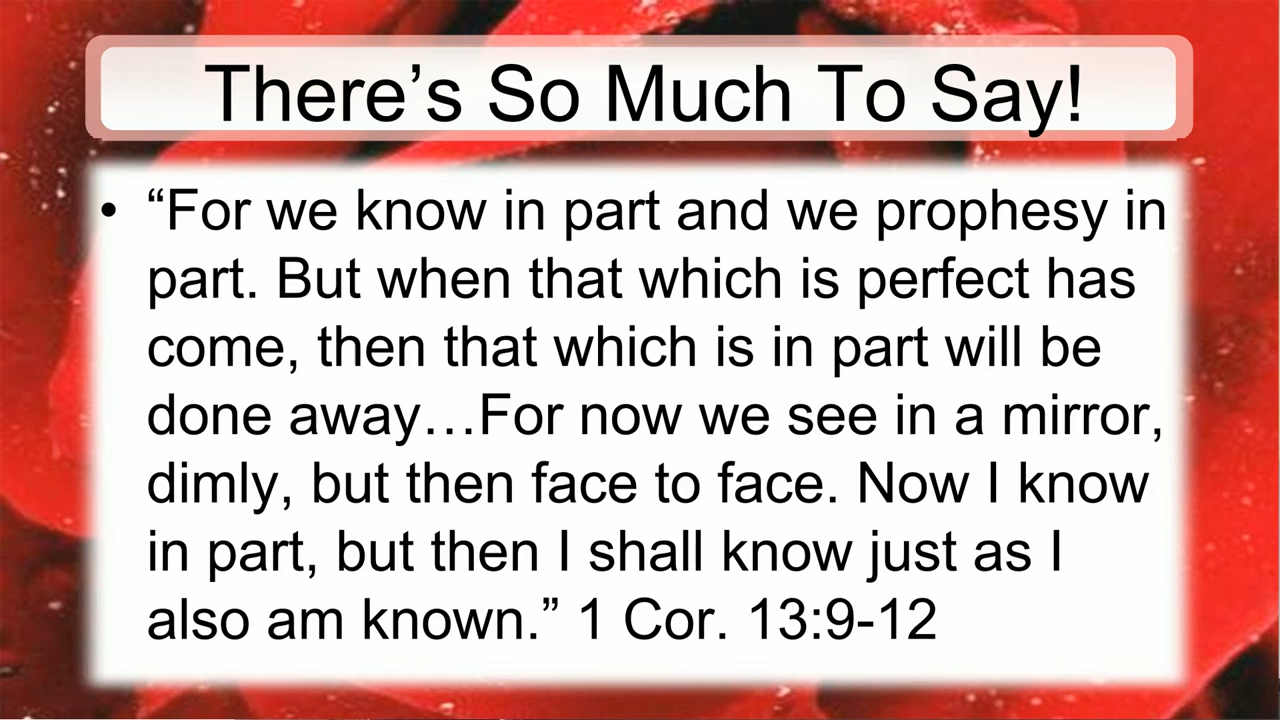 There’s So Much To Say!
• “For we know in part and we prophesy in
part. But when that which is perfect has
come, then that which is in part will be
done away…For now we see in a mirror,
dimly, but then face to face. Now I know
in part, but then I shall know just as I
also am known.” 1 Cor. 13:9-12